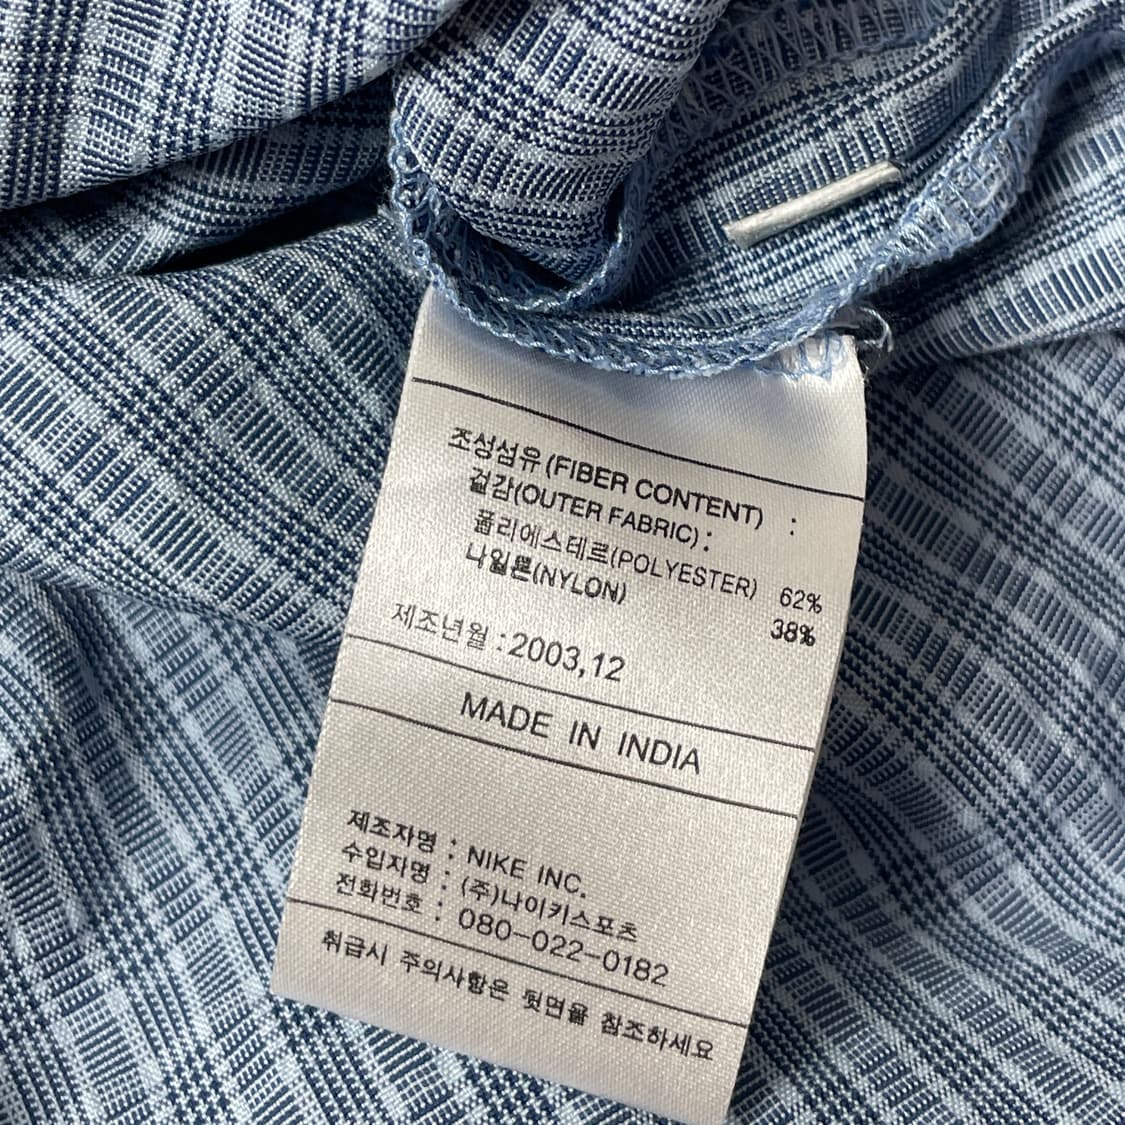 조성섬유(FIBER CONTENT) :
겉감(OUTER FABRIC):
폴리에스테르(POLYESTER) 62%
나일론(NYLON) 38%
제조년월 : 2003,12
MADE IN INDIA
제조자명 : NIKE INC.
수입자명 : (주)나이키스포츠
전화번호 : 080-022-0182
취급시 주의사항은 뒷면을 참조하세요